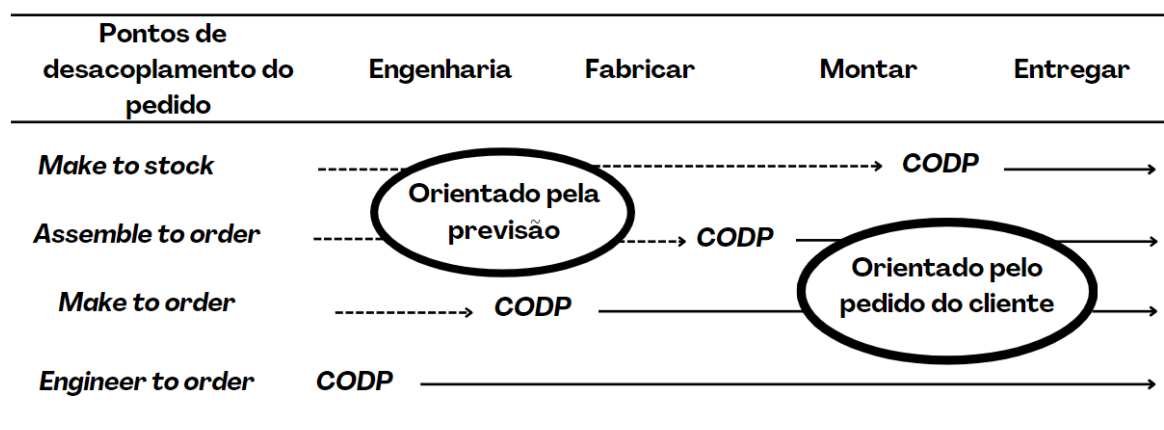 Pontos de
desacoplamento do
pedido
Engenharia
Fabricar
Montar
Entregar
Make to stock
CODP
Orientado pela
previsão
Assemble to order
CODP
Orientado pelo
pedido do cliente
Make to order
CODP
Engineer to order
CODP